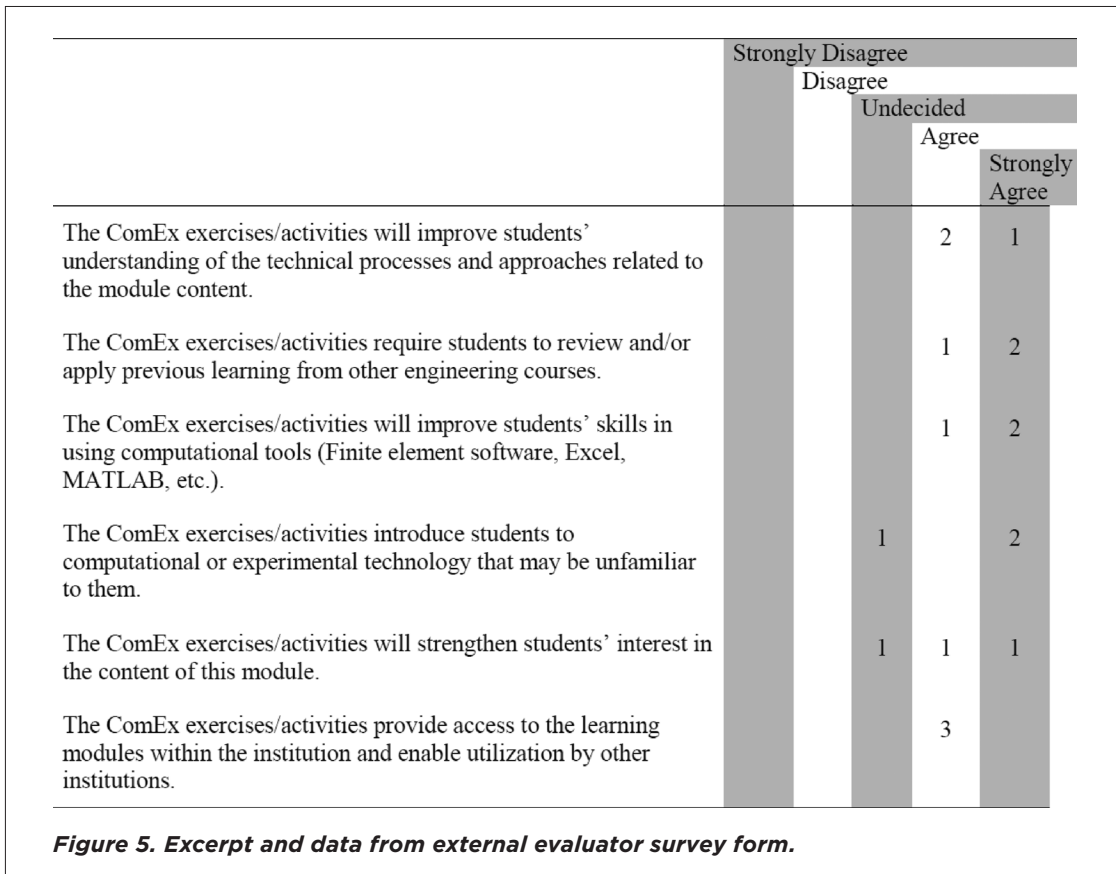 Strongly Disagree
Disagree
Undecided
Agree
Strongly
Agree
The ComEx exercises/activities will improve students’ 2 1
understanding of the technical processes and approaches related to
the module content.
The ComEx exercises/activities require students to review and/or 1 2
apply previous learning from other engineering courses.
The ComEx exercises/activities will improve students’ skills in 1 2
using computational tools (Finite element software, Excel,
MATLAB, etc.).
The ComEx exercises/activities introduce students to 1 2
computational or experimental technology that may be unfamiliar
to them.
The ComEx exercises/activities will strengthen students’ interest in 1 1 1
the content of this module.
The ComEx exercises/activities provide access to the learning 3
modules within the institution and enable utilization by other
institutions.
Figure 5. Excerpt and data from external evaluator survey form.